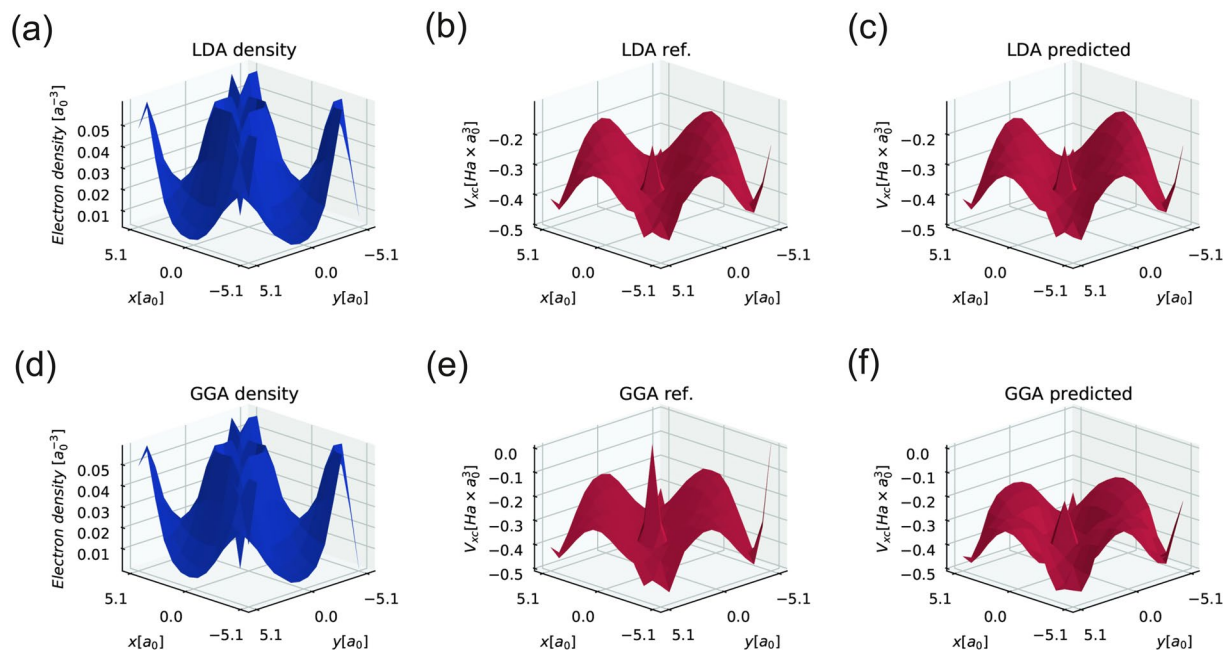 (a)
LDA density
Electron density [a₀⁻³]
0.05
0.04
0.03
0.02
0.01
5.1
0.0
−5.1
x[a₀]
5.1
0.0
−5.1
y[a₀]
(b)
LDA ref.
Vxc[Ha × a₀³]
−0.2
−0.3
−0.4
−0.5
5.1
0.0
−5.1
x[a₀]
5.1
0.0
−5.1
y[a₀]
(c)
LDA predicted
Vxc[Ha × a₀³]
−0.2
−0.3
−0.4
−0.5
5.1
0.0
−5.1
x[a₀]
5.1
0.0
−5.1
y[a₀]
(d)
GGA density
Electron density [a₀⁻³]
0.05
0.04
0.03
0.02
0.01
5.1
0.0
−5.1
x[a₀]
5.1
0.0
−5.1
y[a₀]
(e)
GGA ref.
Vxc[Ha × a₀³]
0.0
−0.1
−0.2
−0.3
−0.4
−0.5
5.1
0.0
−5.1
x[a₀]
5.1
0.0
−5.1
y[a₀]
(f)
GGA predicted
Vxc[Ha × a₀³]
0.0
−0.1
−0.2
−0.3
−0.4
−0.5
5.1
0.0
−5.1
x[a₀]
5.1
0.0
−5.1
y[a₀]